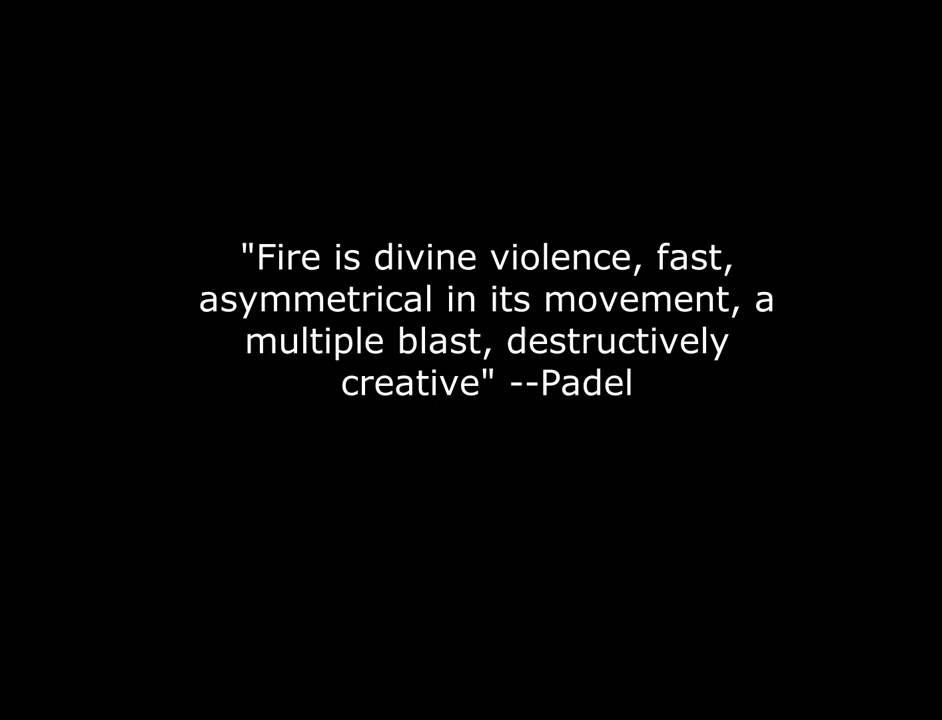 "Fire is divine violence, fast,
asymmetrical in its movement, a
multiple blast, destructively
creative" --Padel